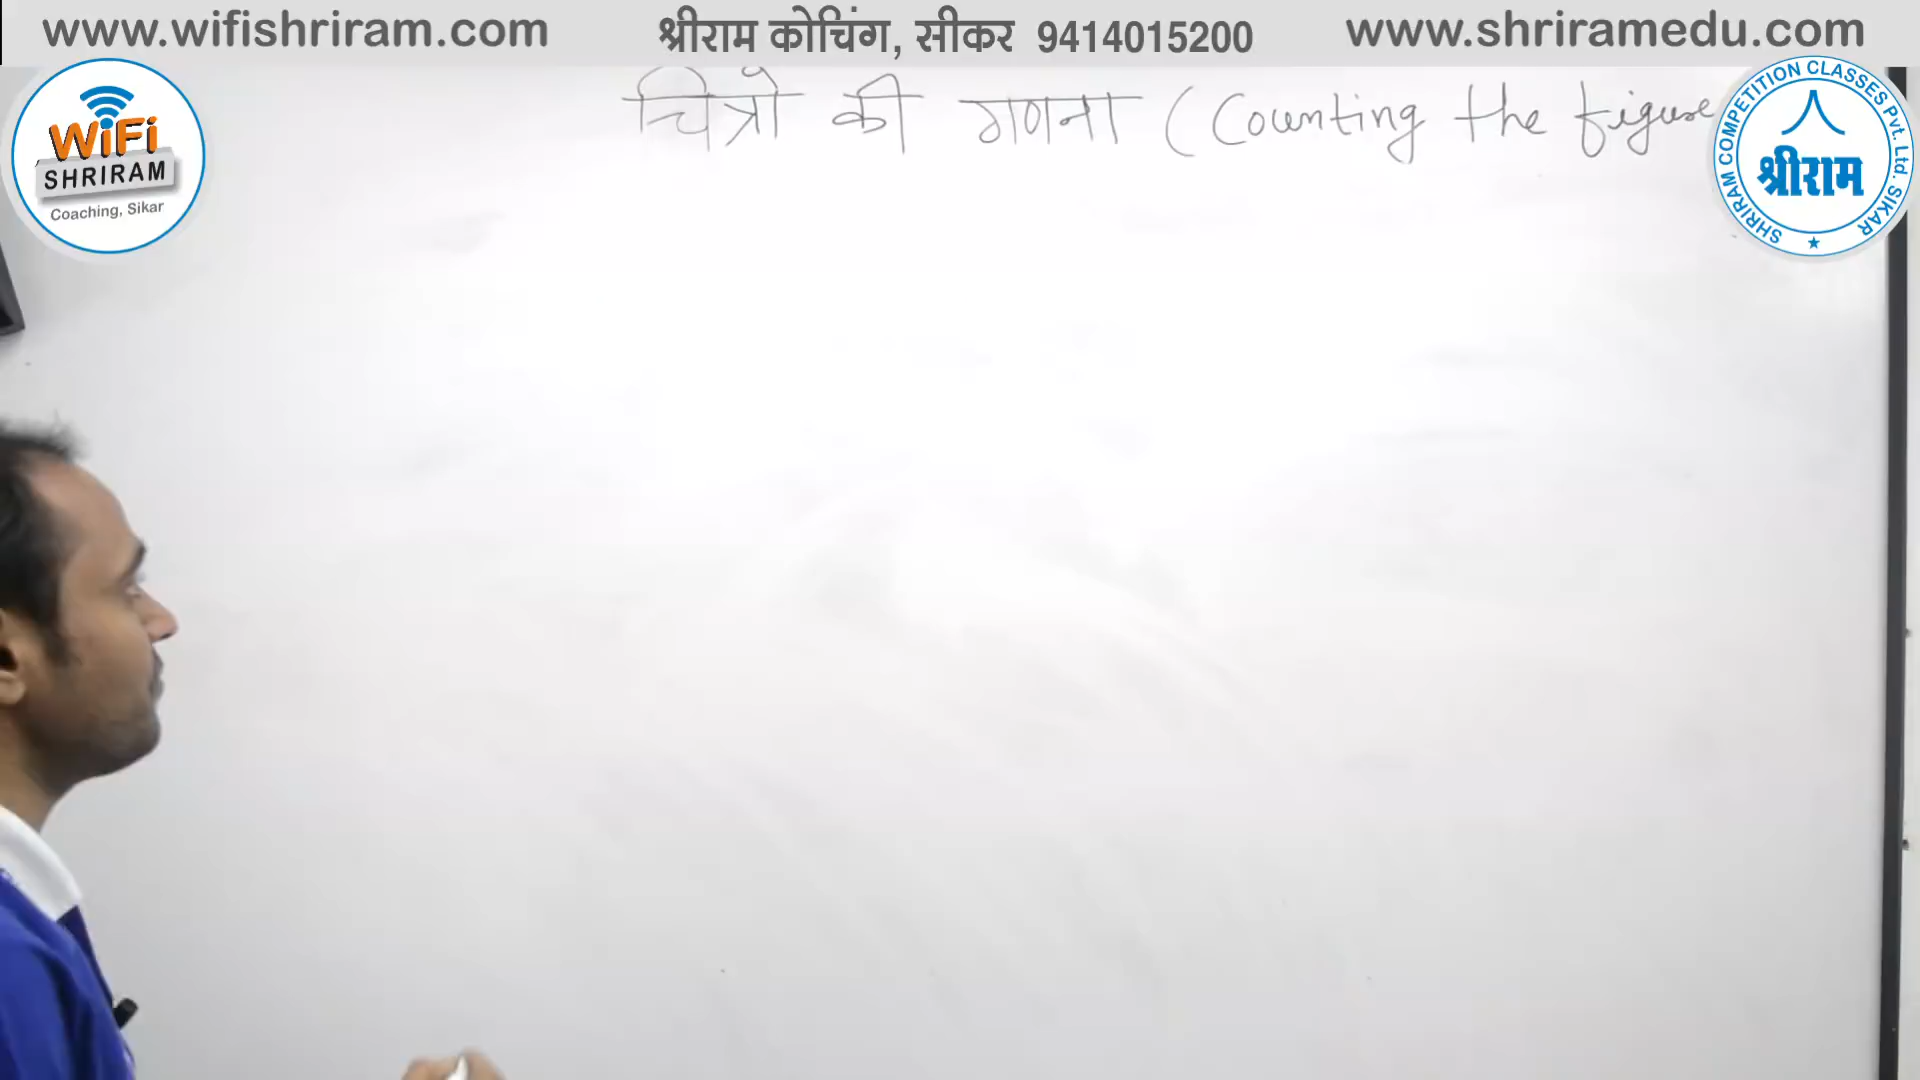 www.wifishriram.com
श्रीराम कोचिंग, सीकर 9414015200
www.shriramedu.com
WiFi
SHRIRAM
Coaching, Sikar
चित्रो की गणना (Counting the figure
SHRIRAM COMPETITION CLASSES Pvt. Ltd. SIKAR
श्रीराम